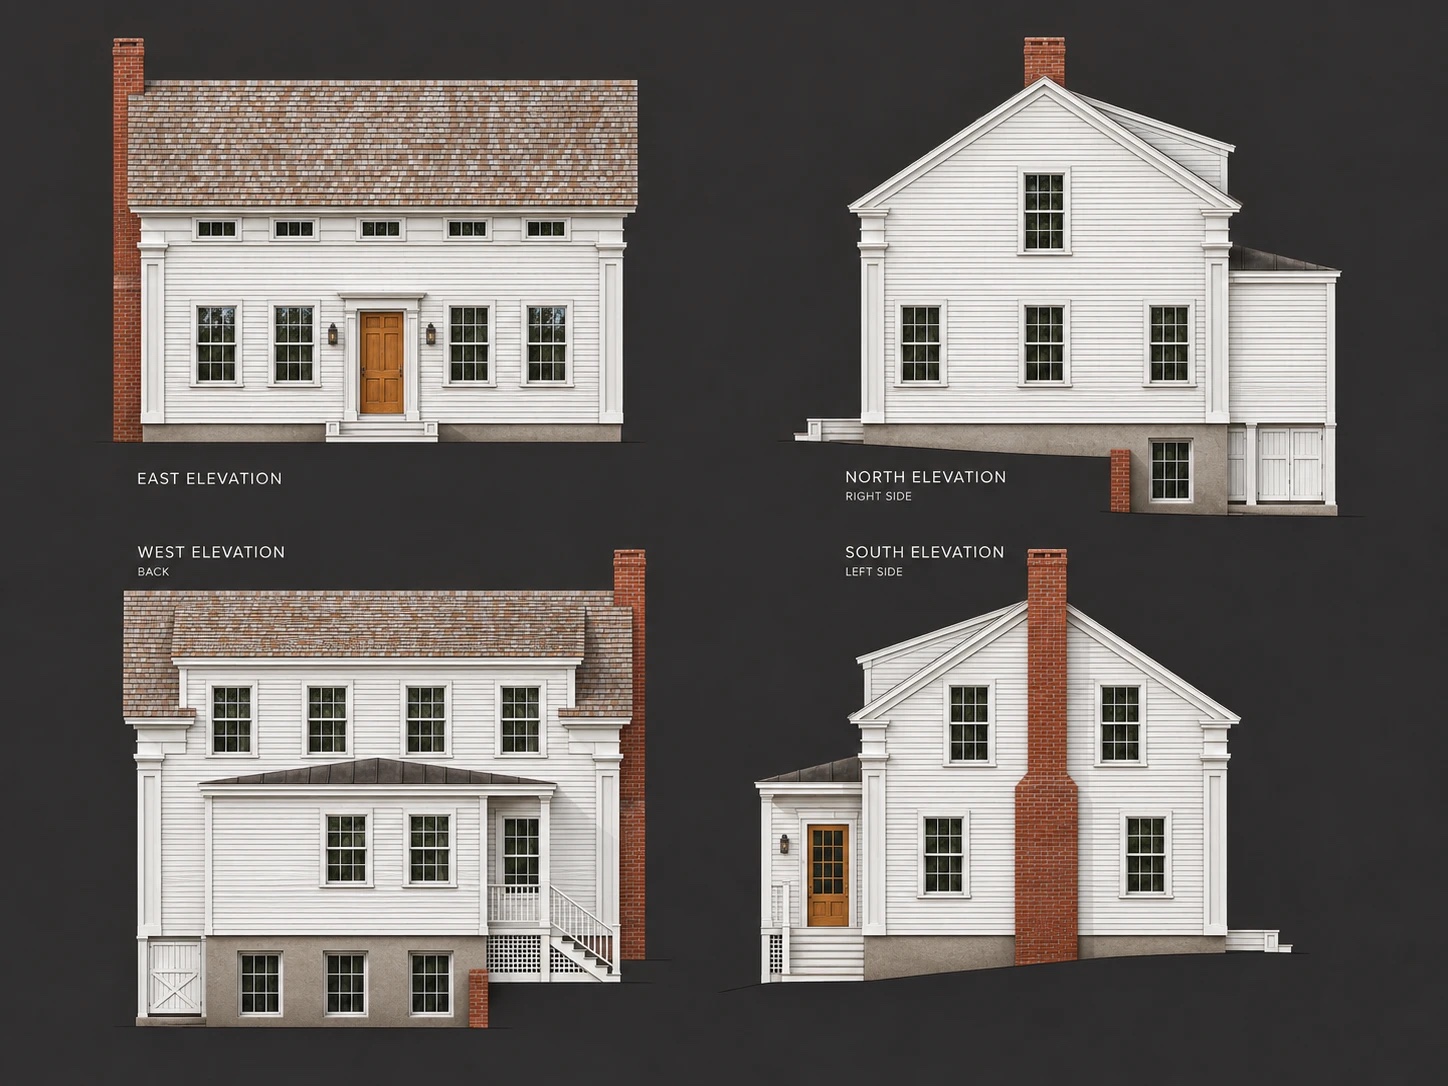 EAST ELEVATION
NORTH ELEVATION
RIGHT SIDE
WEST ELEVATION
BACK
SOUTH ELEVATION
LEFT SIDE